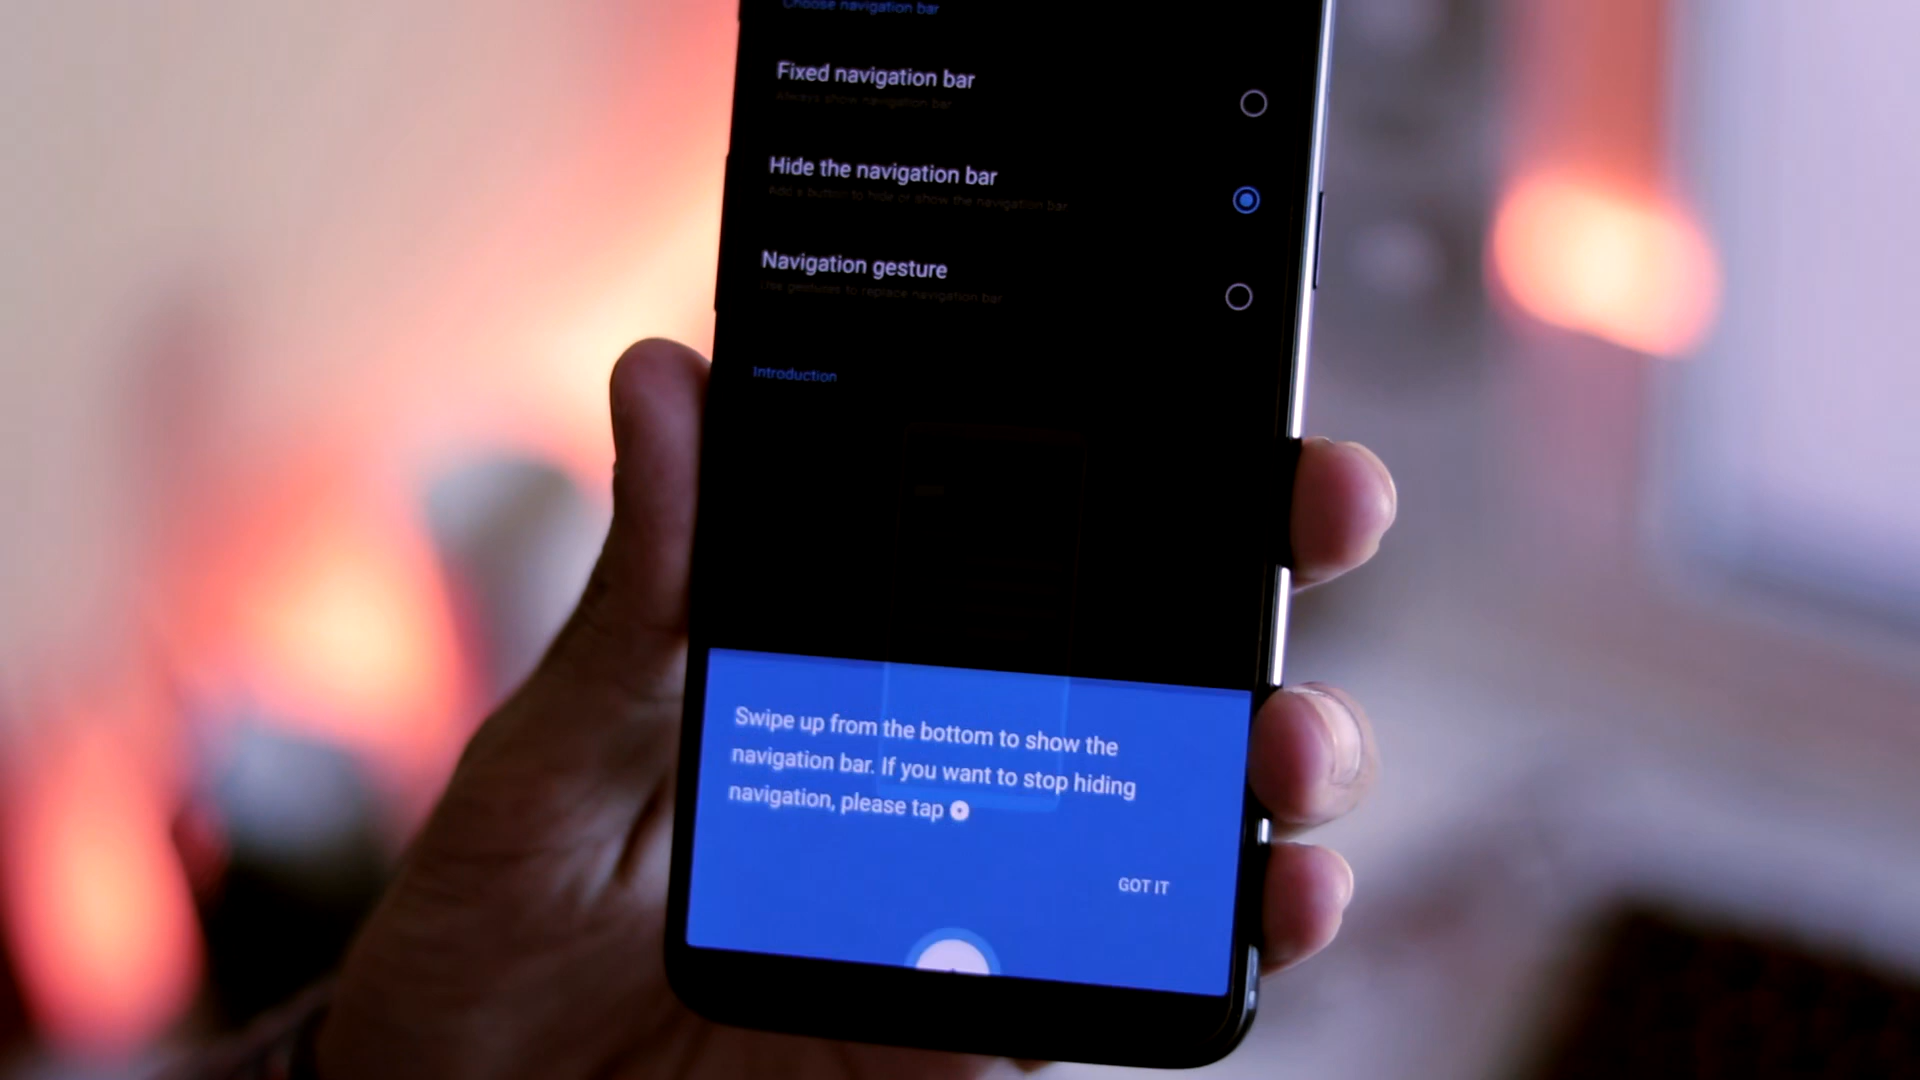 Choose navigation bar
Fixed navigation bar
Always show navigation bar
Hide the navigation bar
Add a button to hide or show the navigation bar
Navigation gesture
Use gestures to replace navigation bar
Introduction
Swipe up from the bottom to show the
navigation bar. If you want to stop hiding
navigation, please tap
GOT IT